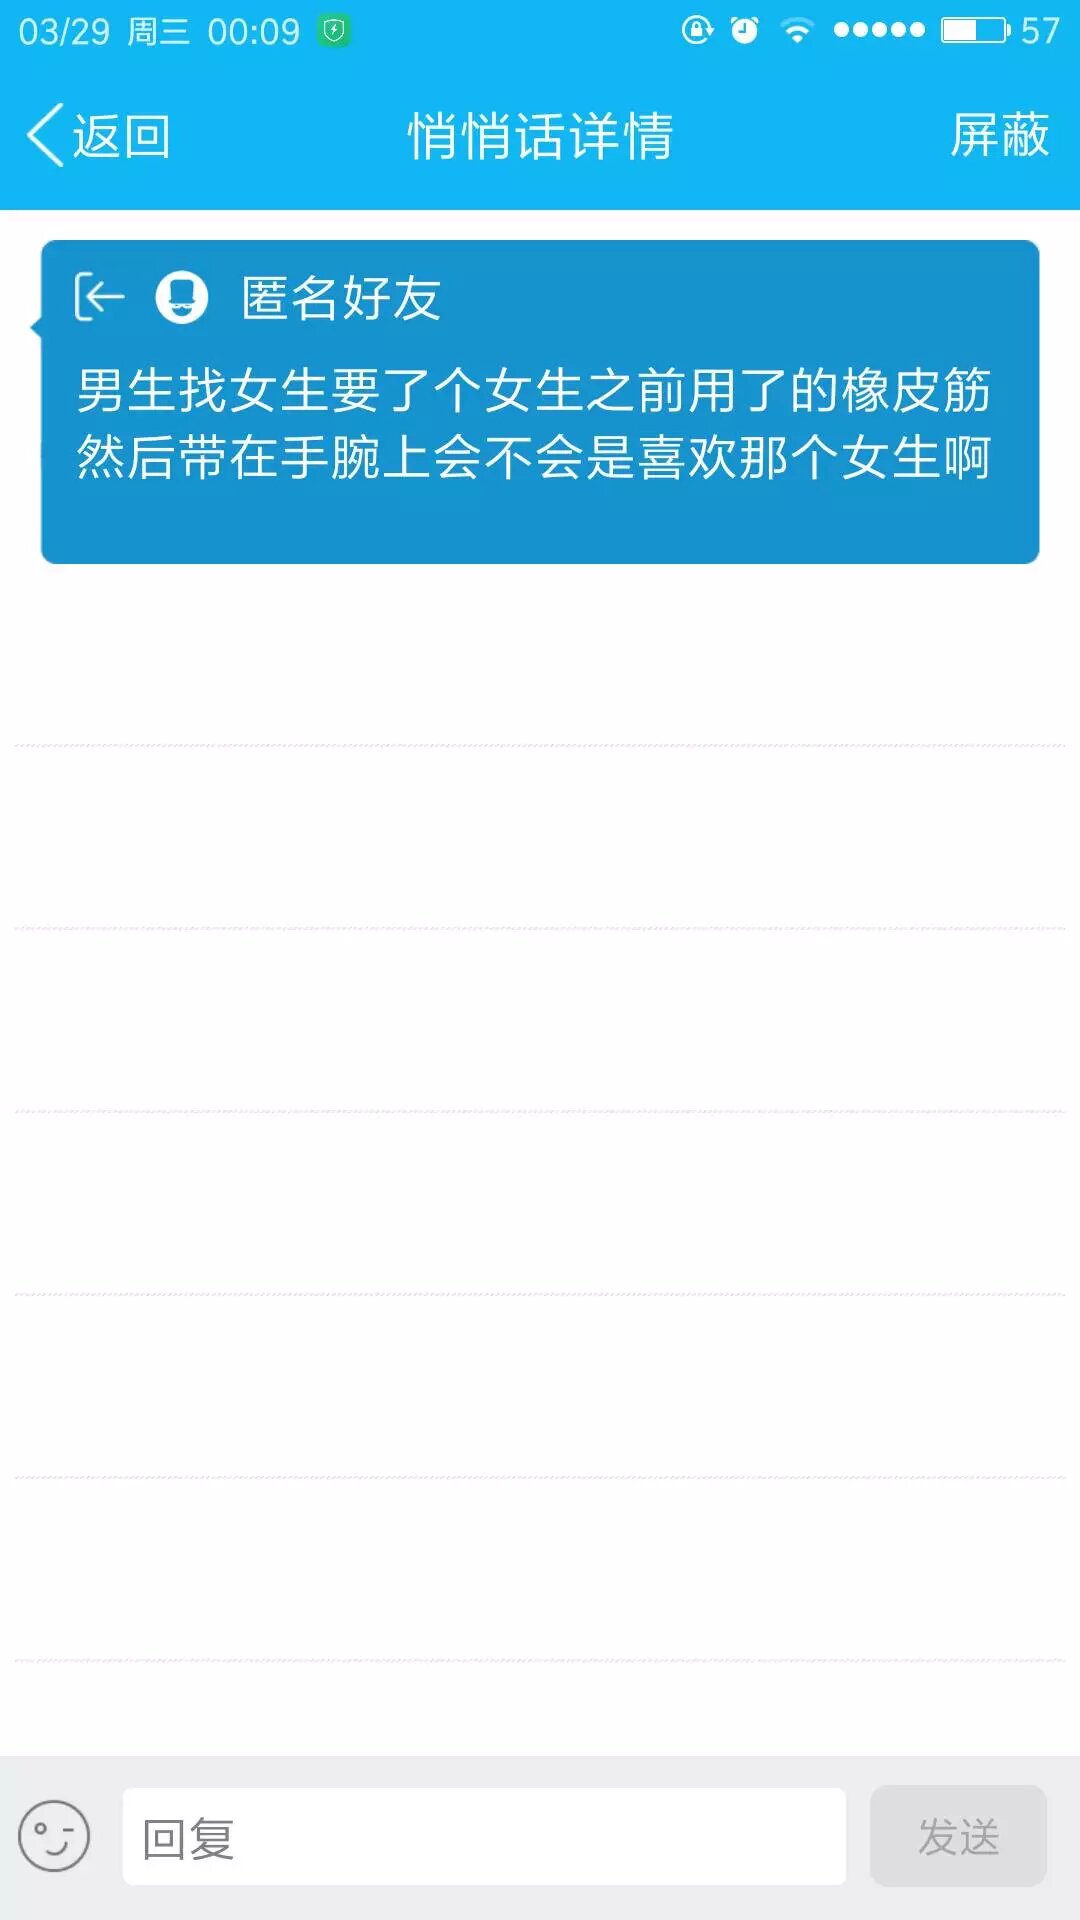 03/29 周三 00:09 57
返回 悄悄话详情 屏蔽
匿名好友
男生找女生要了个女生之前用了的橡皮筋
然后带在手腕上会不会是喜欢那个女生啊
回复 发送